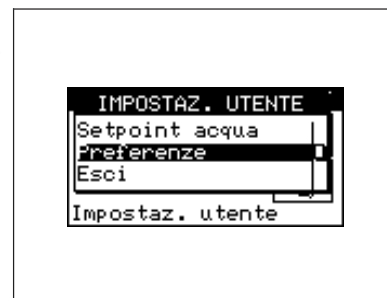 IMPOSTAZ. UTENTE
Setpoint acqua
Preferenze
Esci
Impostaz. utente